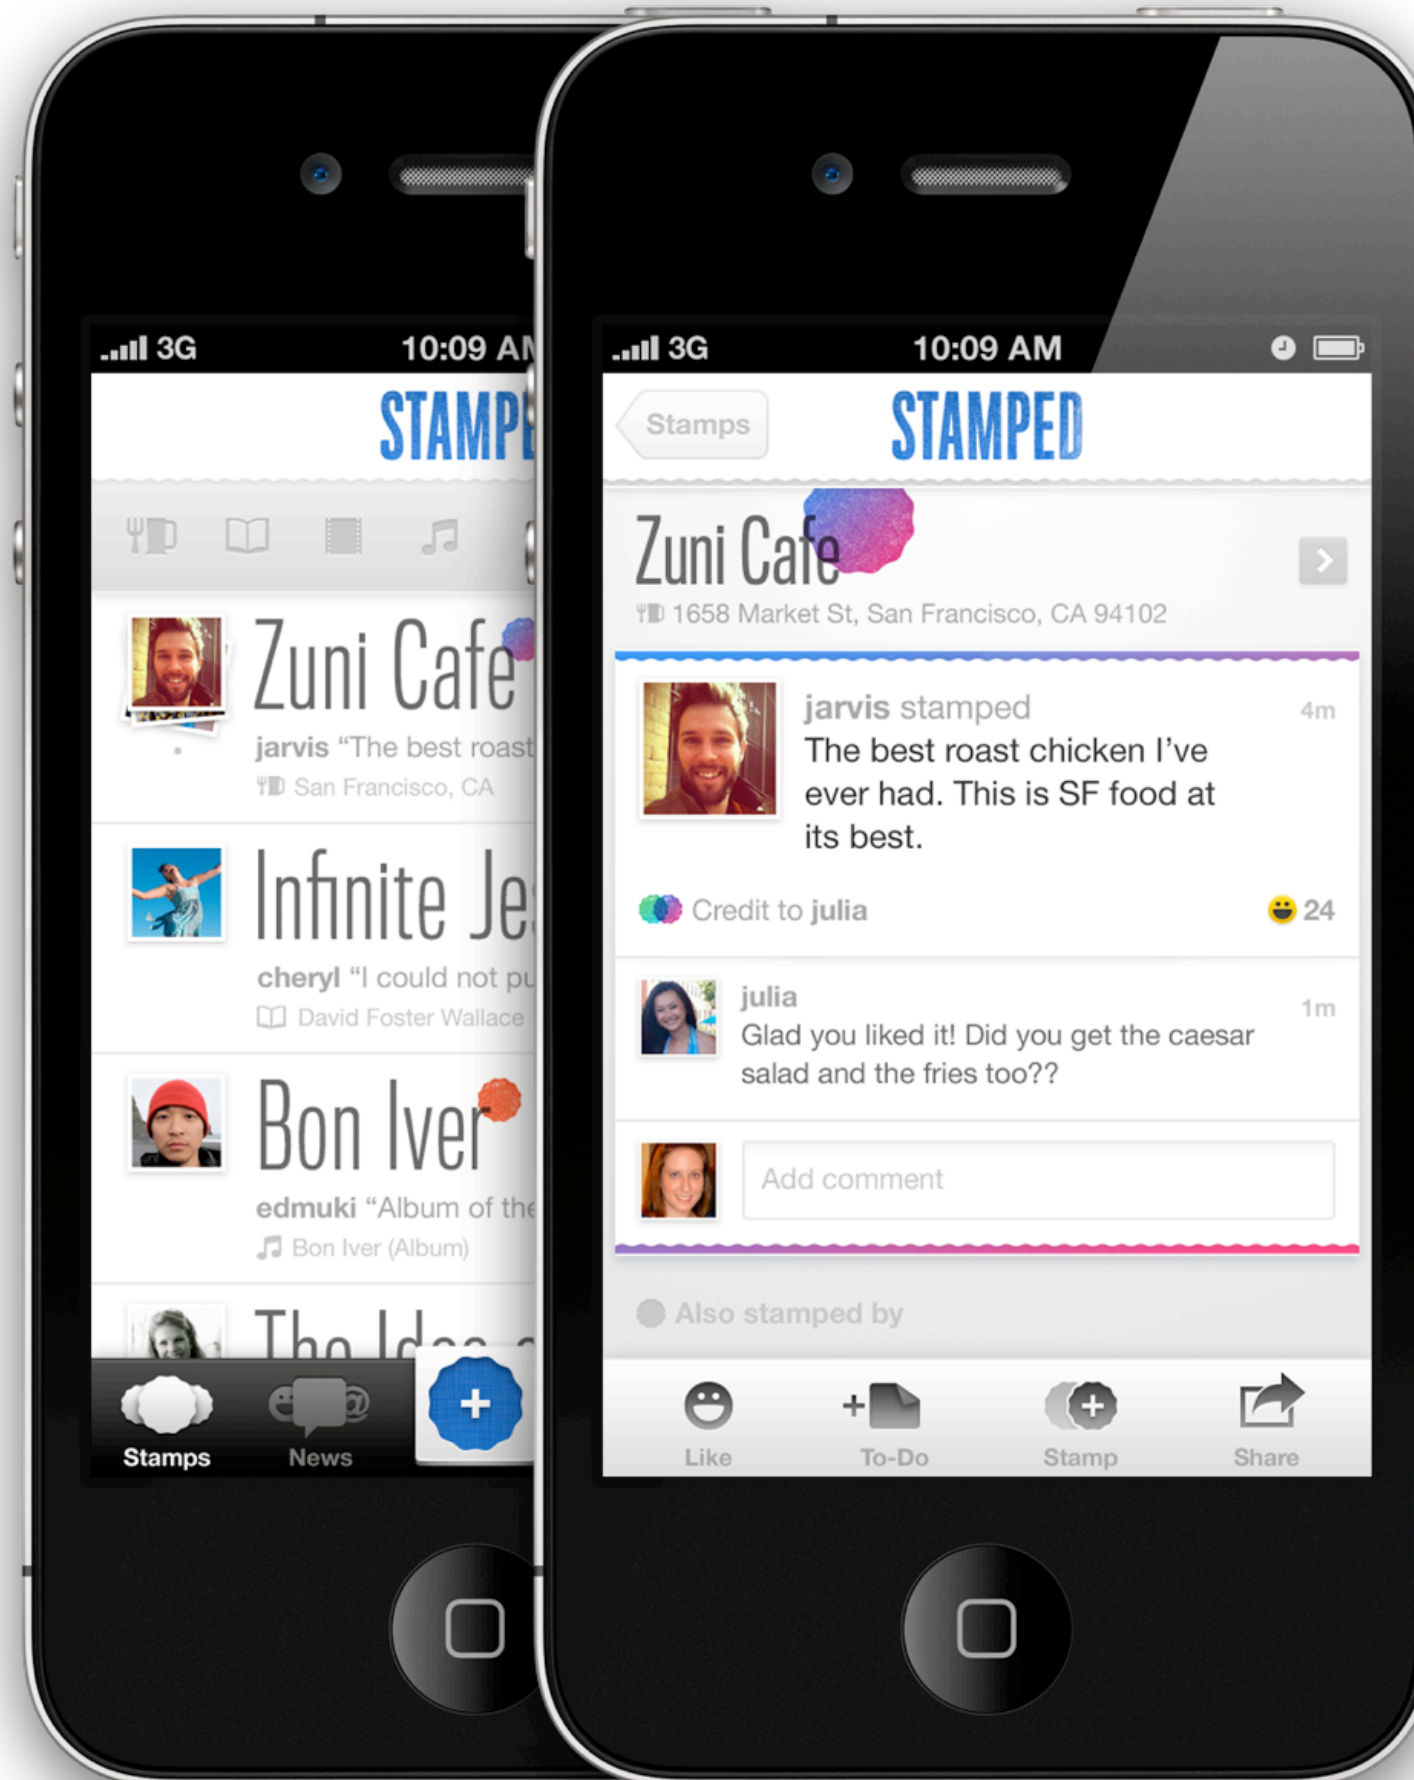 3G 10:09 AM
Zuni Cafe
jarvis “The best roast
San Francisco, CA
Infinite
cheryl “I could not
David Foster Wallace
Bon Iver
edmuki “Album of the
Bon Iver (Album)
Stamps
News
3G 10:09 AM
Stamps
STAMPED
Zuni Cafe
1658 Market St, San Francisco, CA 94102
jarvis stamped 4m
The best roast chicken I’ve
ever had. This is SF food at
its best.
Credit to julia 24
julia 1m
Glad you liked it! Did you get the caesar
salad and the fries too??
Add comment
Also stamped by
Like To-Do Stamp Share